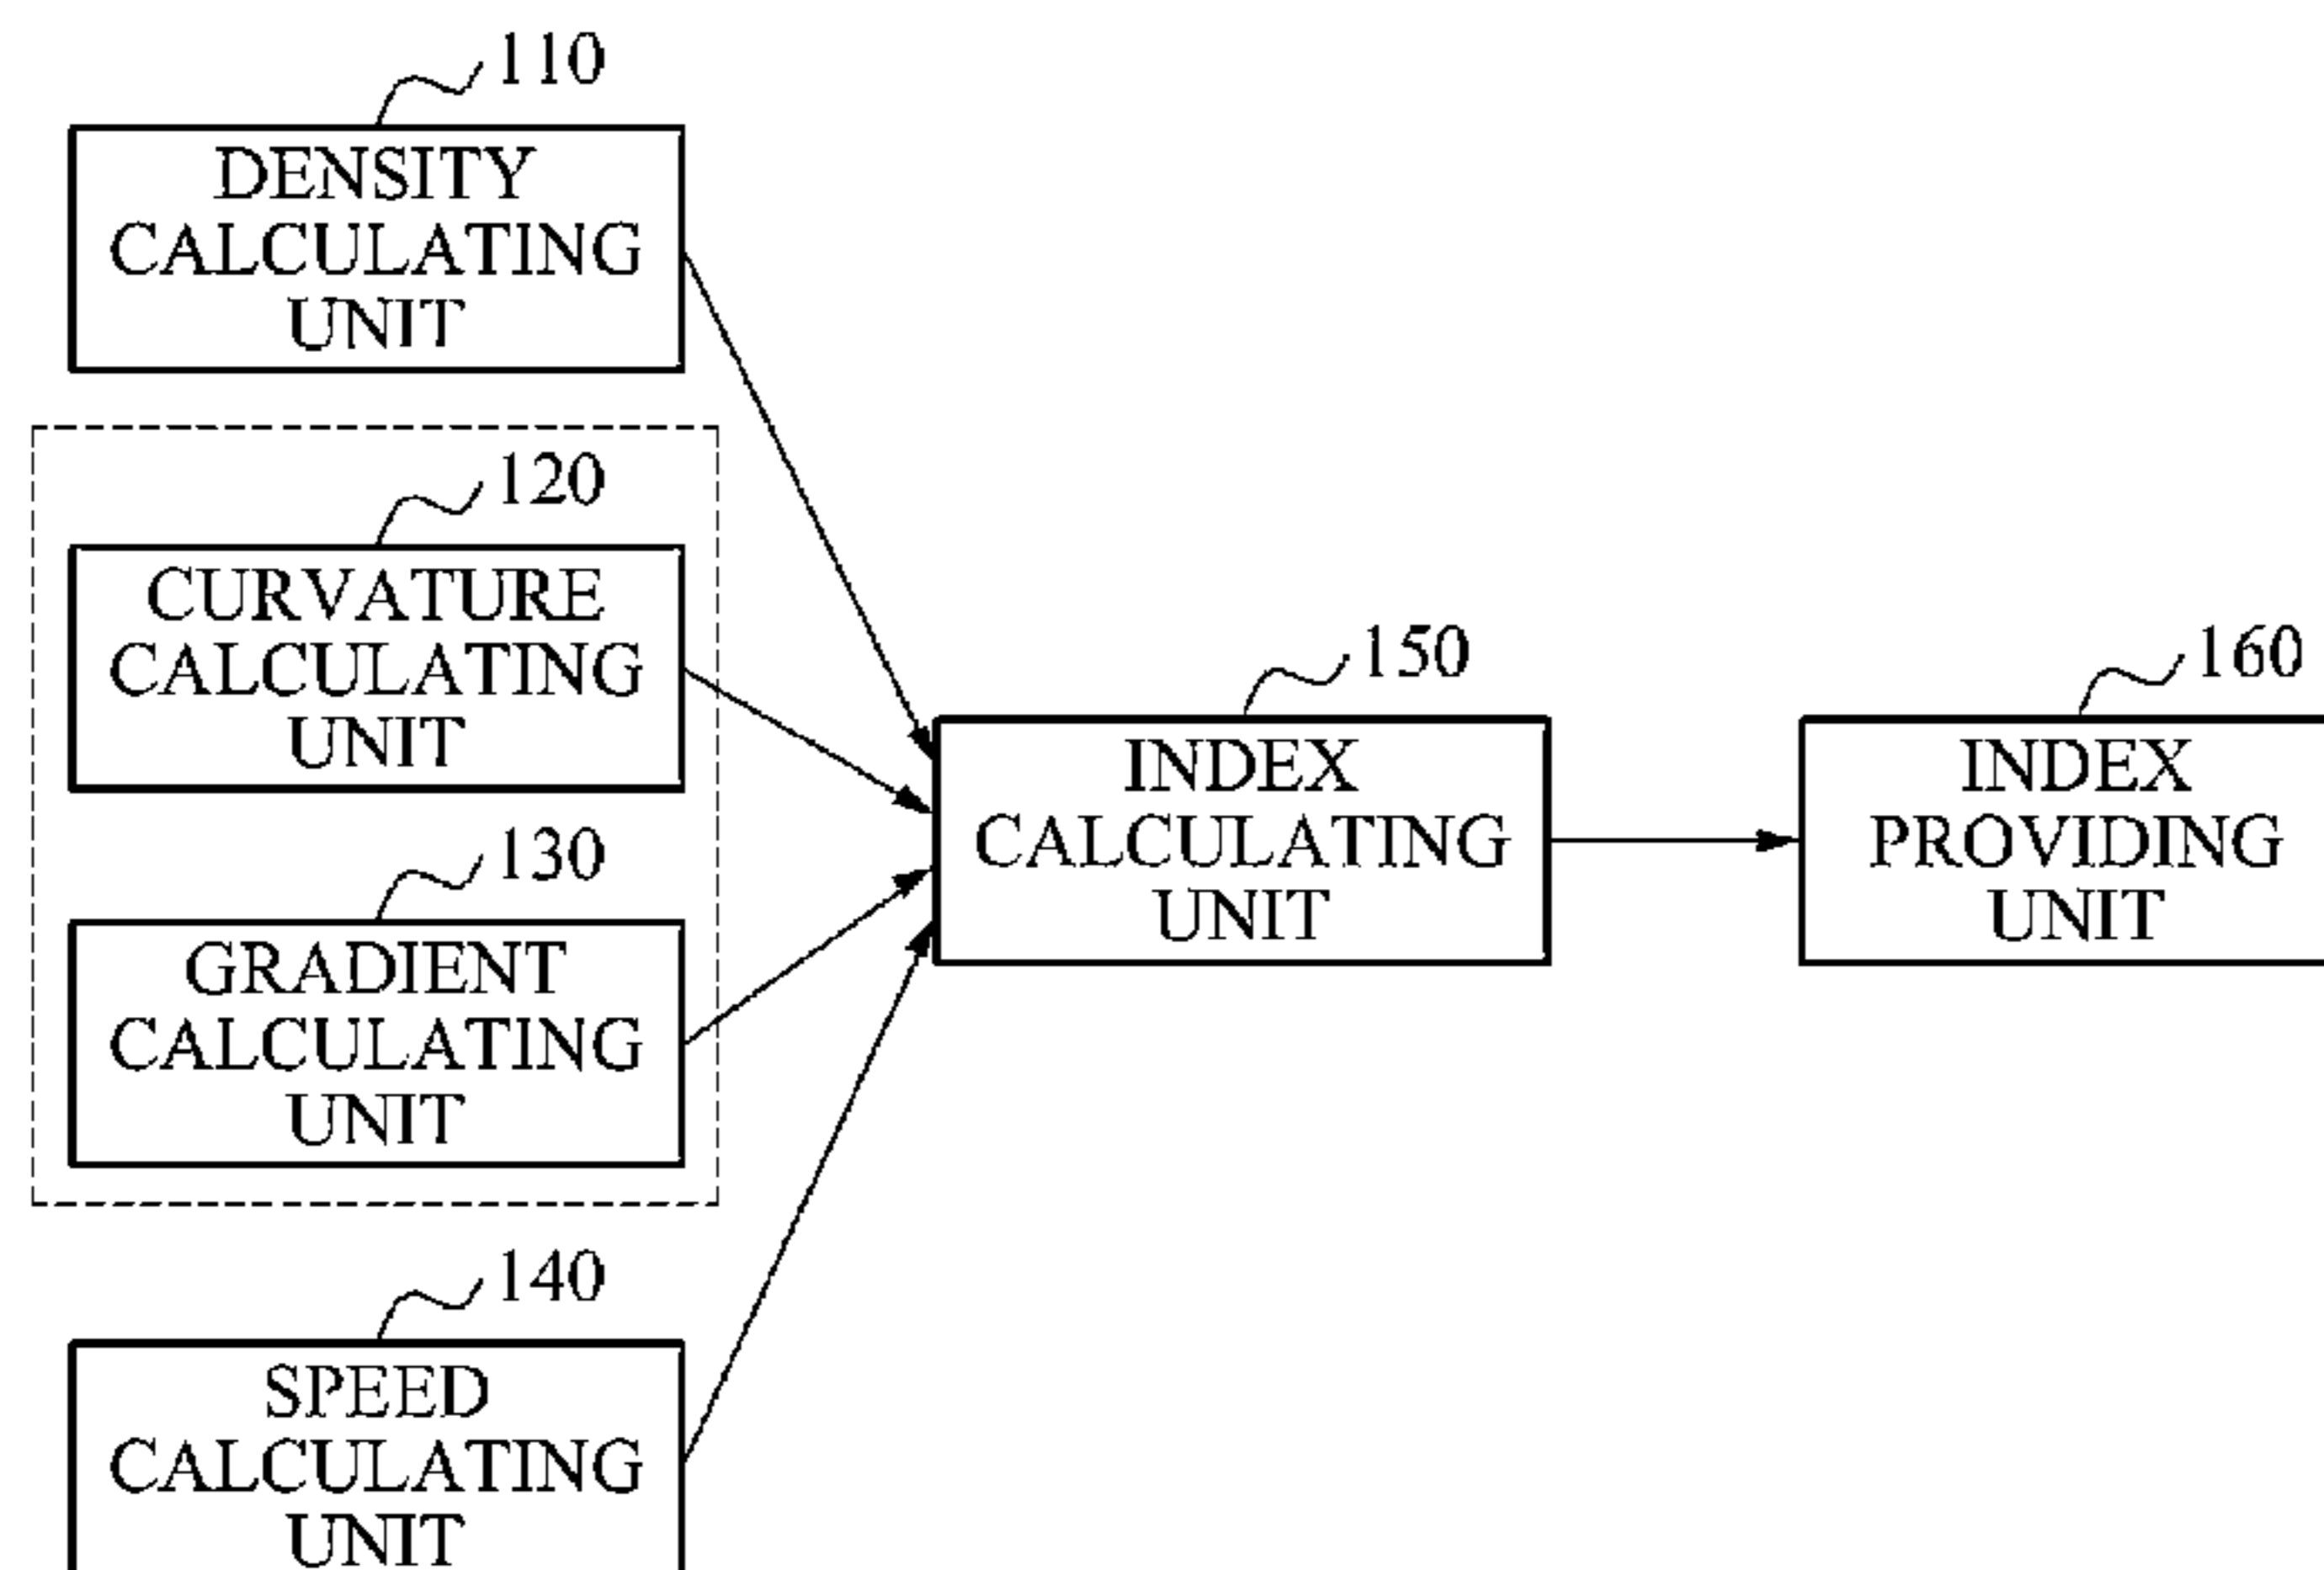 110
DENSITY
CALCULATING
UNIT
120
CURVATURE
CALCULATING
UNIT
130
GRADIENT
CALCULATING
UNIT
140
SPEED
CALCULATING
UNIT
150
INDEX
CALCULATING
UNIT
160
INDEX
PROVIDING
UNIT